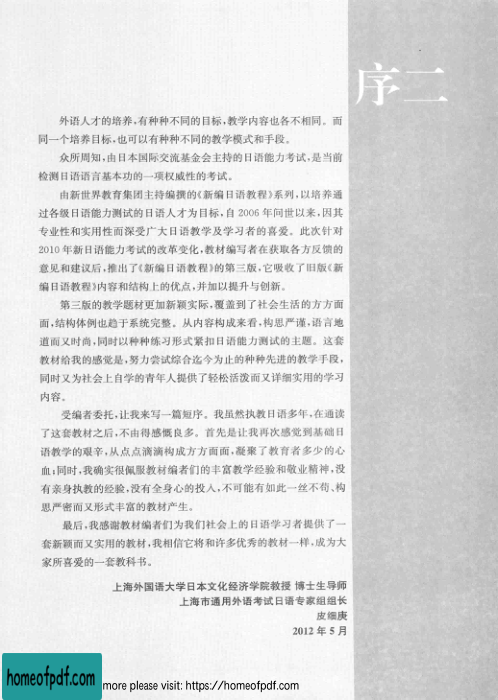 序二
外语人才的培养,有种种不同的目标,教学内容也各不相同。而
同一个培养目标,也可以有种种不同的教学模式和手段。
众所周知,由日本国际交流基金会主持的日语能力考试,是当前
检测日语语言基本功的一项权威性的考试。
由新世界教育集团主持编撰的《新编日语教程》系列,以培养通
过各级日语能力测试的日语人才为目标,自 2006 年问世以来,因其
专业性和实用性而深受广大日语教学及学习者的喜爱。此次针对
2010 年新日语能力考试的改革变化,教材编写者在获取各方反馈的
意见和建议后,推出了《新编日语教程》的第三版,它吸收了旧版《新
编日语教程》内容和结构上的优点,并加以提升与创新。
第三版的教学题材更加新颖实际,覆盖到了社会生活的方方面
面,结构体例也趋于系统完整。从内容构成来看,构思严谨,语言地
道而又时尚,同时以种种练习形式紧扣日语能力测试的主题。这套
教材给我的感觉是,努力尝试综合迄今为止的种种先进的教学手段,
同时又为社会上自学的青年人提供了轻松活泼而又详细实用的学习
内容。
受编者委托,让我来写一篇短序。我虽然执教日语多年,在通读
了这套教材之后,不由得感慨良多。首先是让我再次感觉到基础日
语教学的艰辛,从点点滴滴构成方方面面,凝聚了教育者多少的心
血;同时,我确实很佩服教材编者们的丰富教学经验和敬业精神,没
有亲身执教的经验,没有全身心的投入,不可能有如此一丝不苟、构
思严密而又形式丰富的教材产生。
最后,我感谢教材编者们为我们社会上的日语学习者提供了一
套新颖而又实用的教材,我相信它将和许多优秀的教材一样,成为大
家所喜爱的一套教科书。
上海外国语大学日本文化经济学院教授 博士生导师
上海市通用外语考试日语专家组组长
皮细庚
2012 年 5 月
homeofpdf.com
more please visit: https://homeofpdf.com